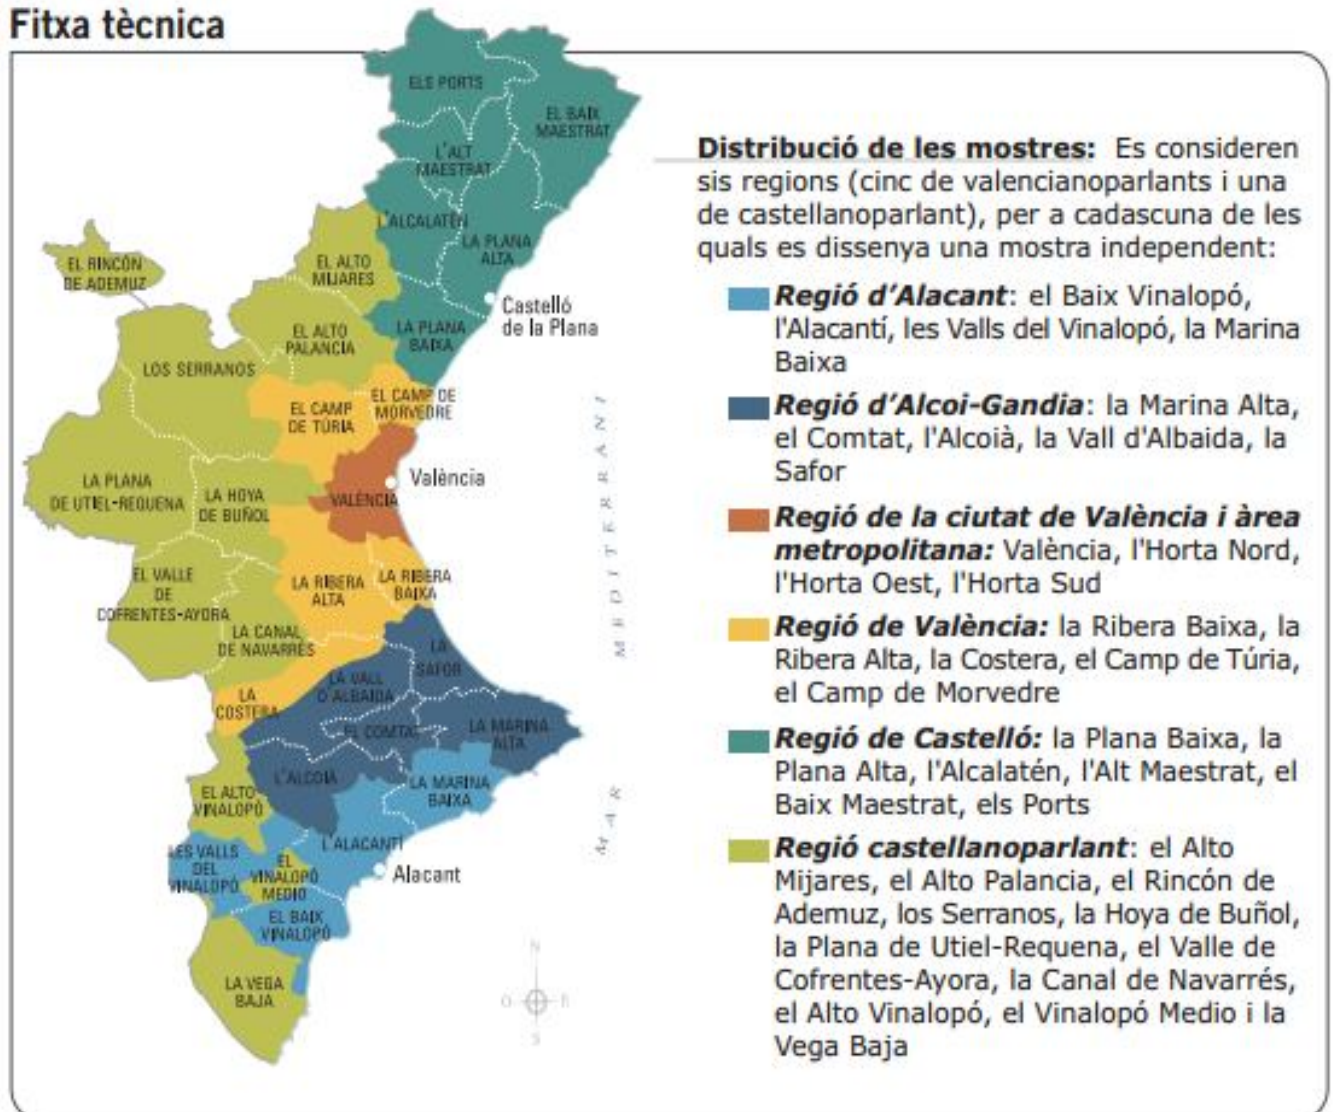 Fitxa tècnica
ELS PORTS
EL BAIX
MAESTRAT
L'ALT
MAESTRAT
L'ALCALATÉN
LA PLANA
ALTA
EL RINCÓN
DE ADEMUZ
EL ALTO
MIJARES
Castelló
de la Plana
EL ALTO
PALANCIA
LA PLANA
BAIXA
LOS SERRANOS
EL CAMP
DE TÚRIA
EL CAMP DE
MORVEDRE
LA PLANA
DE UTIEL-REQUENA
LA HOYA
DE BUÑOL
VALÈNCIA
València
EL VALLE
DE
COFRENTES-AYORA
LA RIBERA
ALTA
LA RIBERA
BAIXA
LA CANAL
DE NAVARRÉS
LA
SAFOR
LA VALL
D'ALBAIDA
LA
COSTERA
EL COMTAT
LA MARINA
ALTA
L'ALCOIÀ
LA MARINA
BAIXA
EL ALTO
VINALOPÓ
L'ALACANTÍ
LES VALLS
DEL
VINALOPÓ
EL
VINALOPÓ
MEDIO
Alacant
EL BAIX
VINALOPÓ
LA VEGA
BAJA
MAR MEDITERRANI
N
O E
S
Distribució de les mostres: Es consideren
sis regions (cinc de valencianoparlants i una
de castellanoparlant), per a cadascuna de les
quals es dissenya una mostra independent:
Regió d'Alacant: el Baix Vinalopó,
l'Alacantí, les Valls del Vinalopó, la Marina
Baixa
Regió d'Alcoi-Gandia: la Marina Alta,
el Comtat, l'Alcoià, la Vall d'Albaida, la
Safor
Regió de la ciutat de València i àrea
metropolitana: València, l'Horta Nord,
l'Horta Oest, l'Horta Sud
Regió de València: la Ribera Baixa, la
Ribera Alta, la Costera, el Camp de Túria,
el Camp de Morvedre
Regió de Castelló: la Plana Baixa, la
Plana Alta, l'Alcalatén, l'Alt Maestrat, el
Baix Maestrat, els Ports
Regió castellanoparlant: el Alto
Mijares, el Alto Palancia, el Rincón de
Ademuz, los Serranos, la Hoya de Buñol,
la Plana de Utiel-Requena, el Valle de
Cofrentes-Ayora, la Canal de Navarrés,
el Alto Vinalopó, el Vinalopó Medio i la
Vega Baja